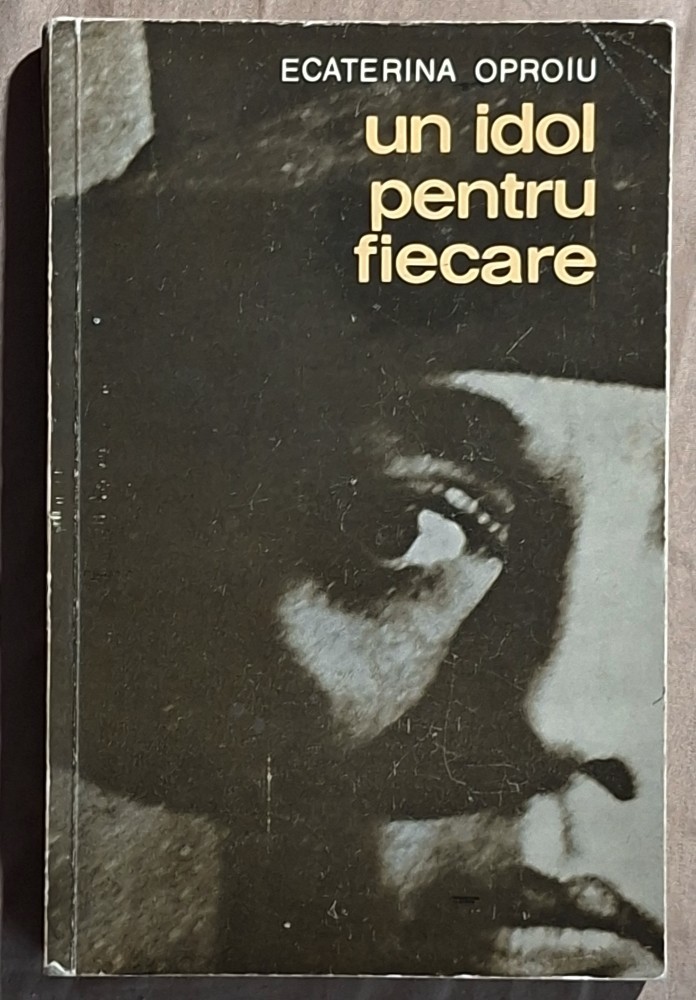 ECATERINA OPROIU
un idol
pentru
fiecare